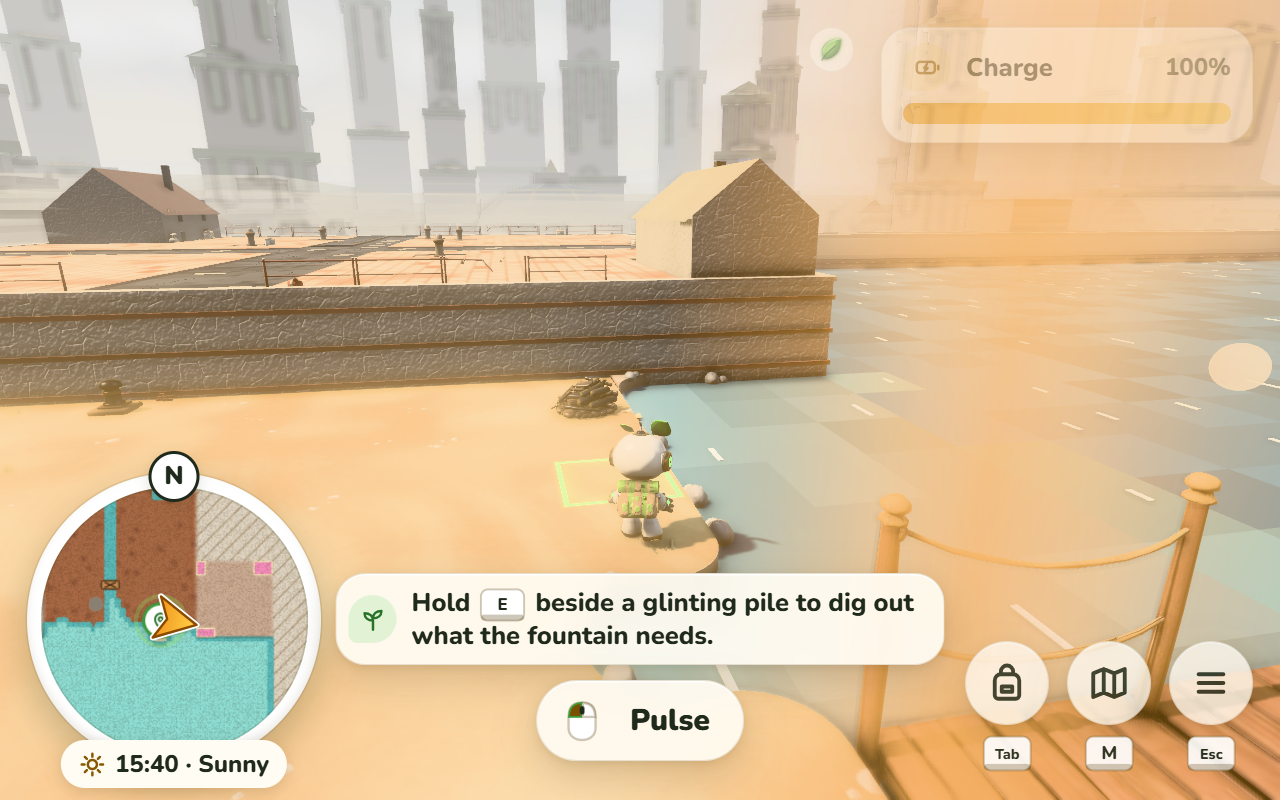 Charge 100%
N
Hold E beside a glinting pile to dig out
what the fountain needs.
Pulse
15:40 · Sunny
Tab M Esc